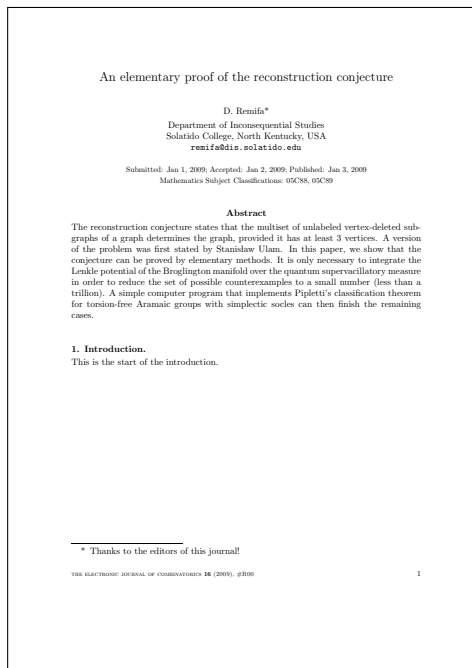 An elementary proof of the reconstruction conjecture
D. Remifa*
Department of Inconsequential Studies
Solatido College, North Kentucky, USA
remifa@dis.solatido.edu
Submitted: Jan 1, 2009; Accepted: Jan 2, 2009; Published: Jan 3, 2009
Mathematics Subject Classifications: 05C88, 05C89
Abstract
The reconstruction conjecture states that the multiset of unlabeled vertex-deleted sub-
graphs of a graph determines the graph, provided it has at least 3 vertices. A version
of the problem was first stated by Stanisław Ulam. In this paper, we show that the
conjecture can be proved by elementary methods. It is only necessary to integrate the
Lenkle potential of the Broglington manifold over the quantum supervacillatory measure
in order to reduce the set of possible counterexamples to a small number (less than a
trillion). A simple computer program that implements Pipletti's classification theorem
for torsion-free Aramaic groups with simplectic socles can then finish the remaining
cases.
1. Introduction.
This is the start of the introduction.
* Thanks to the editors of this journal!
THE ELECTRONIC JOURNAL OF COMBINATORICS 16 (2009), #R00 1